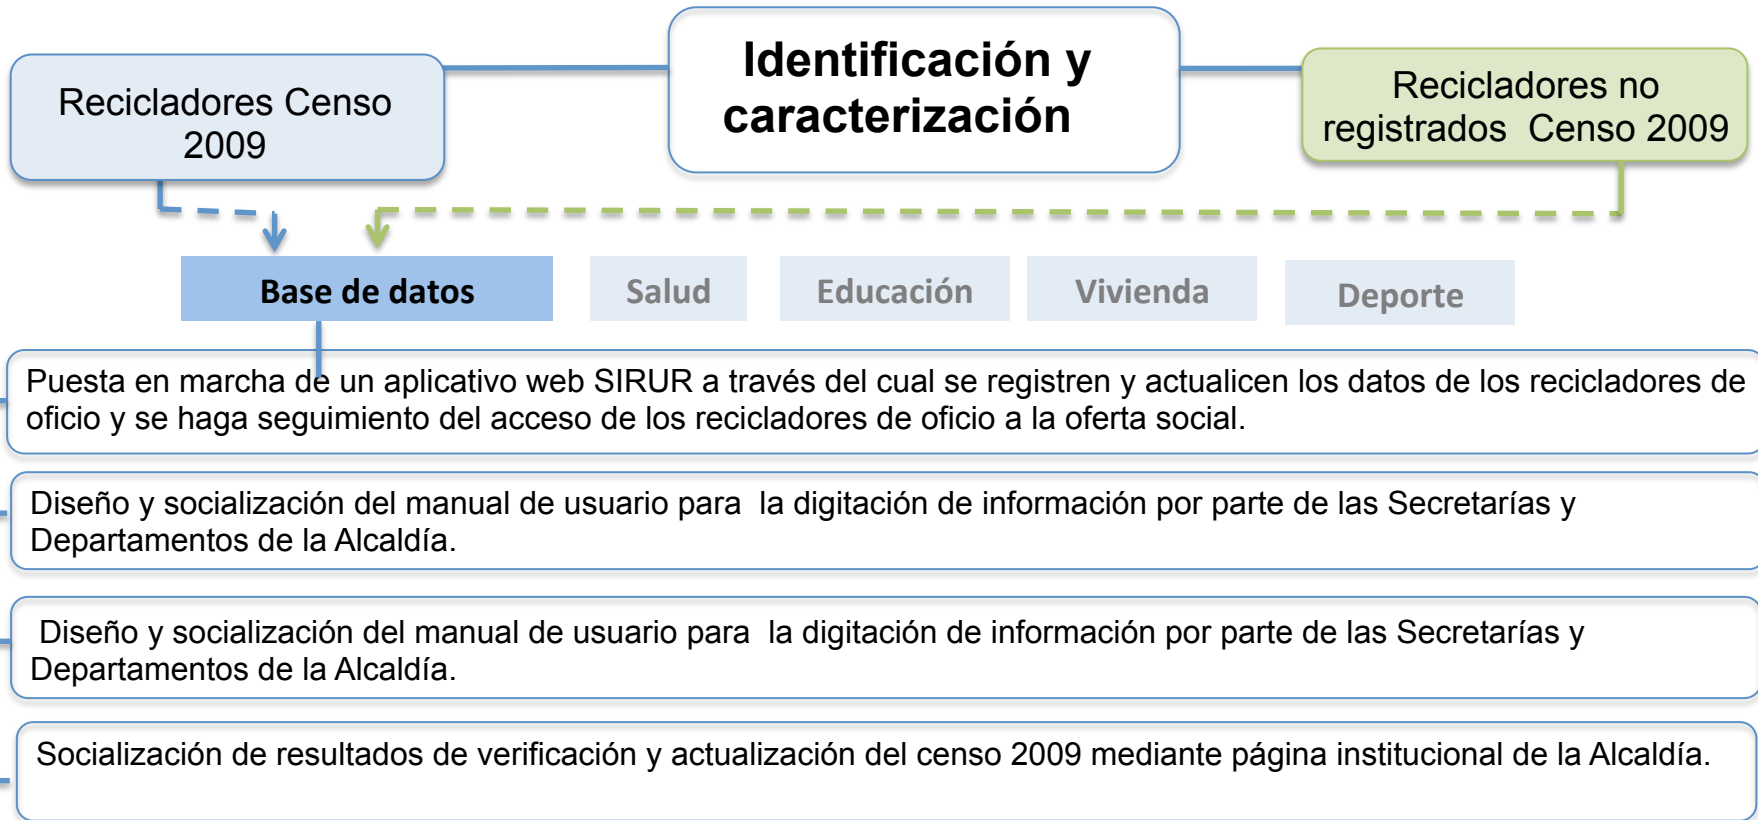 Identificación y
caracterización
Recicladores Censo
2009
Recicladores no
registrados Censo 2009
Base de datos
Salud
Educación
Vivienda
Deporte
Puesta en marcha de un aplicativo web SIRUR a través del cual se registren y actualicen los datos de los recicladores de
oficio y se haga seguimiento del acceso de los recicladores de oficio a la oferta social.
Diseño y socialización del manual de usuario para la digitación de información por parte de las Secretarías y
Departamentos de la Alcaldía.
Diseño y socialización del manual de usuario para la digitación de información por parte de las Secretarías y
Departamentos de la Alcaldía.
Socialización de resultados de verificación y actualización del censo 2009 mediante página institucional de la Alcaldía.